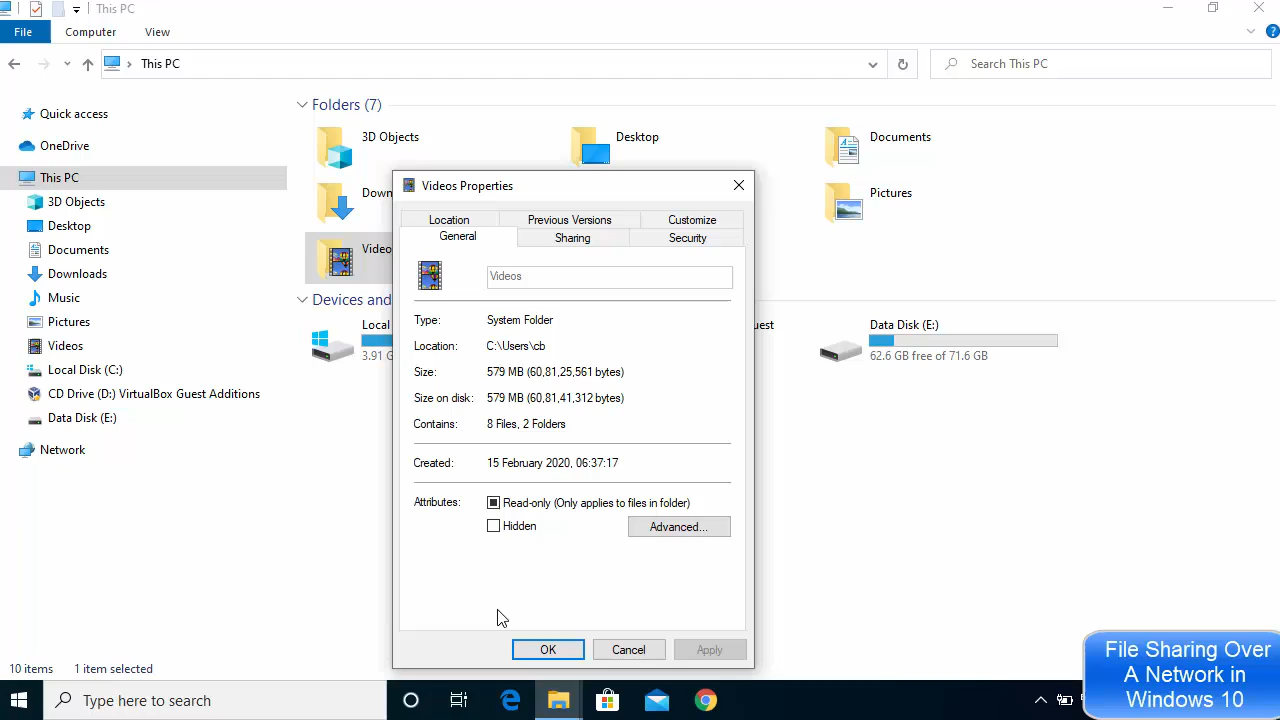 This PC
File
Computer
View
This PC
Search This PC
Quick access
OneDrive
This PC
3D Objects
Desktop
Documents
Downloads
Music
Pictures
Videos
Local Disk (C:)
CD Drive (D:) VirtualBox Guest Additions
Data Disk (E:)
Network
Folders (7)
3D Objects
Desktop
Documents
Down
Pictures
Video
Devices and
Local
3.91 G
uest
Data Disk (E:)
62.6 GB free of 71.6 GB
Videos Properties
Location
Previous Versions
Customize
General
Sharing
Security
Videos
Type: System Folder
Location: C:\Users\cb
Size: 579 MB (60,81,25,561 bytes)
Size on disk: 579 MB (60,81,41,312 bytes)
Contains: 8 Files, 2 Folders
Created: 15 February 2020, 06:37:17
Attributes: Read-only (Only applies to files in folder)
Hidden
Advanced...
OK
Cancel
Apply
10 items
1 item selected
Type here to search
File Sharing Over
A Network in
Windows 10